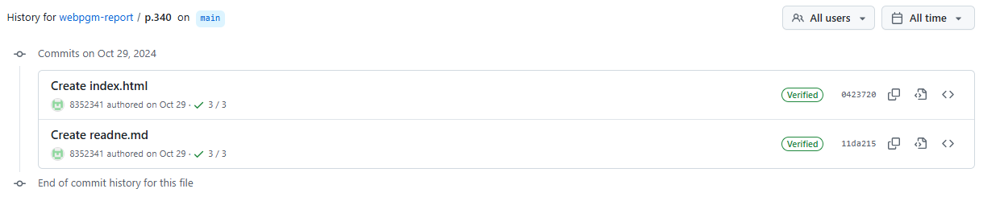 History for webpgm-report / p.340 on main
All users
All time
Commits on Oct 29, 2024
Create index.html
8352341 authored on Oct 29 · 3 / 3
Verified
0423720
Create readne.md
8352341 authored on Oct 29 · 3 / 3
Verified
11da215
End of commit history for this file